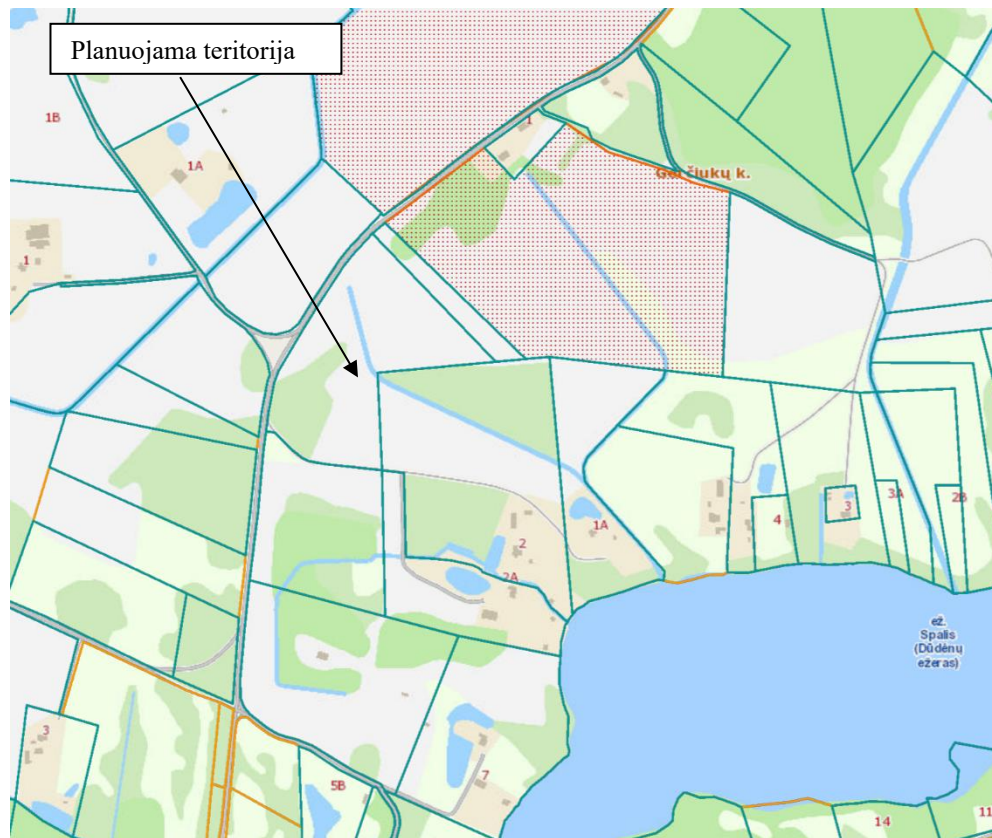 Planuojama teritorija
1B
1A
1
1
k.
1
3A
2B
4
3
1A
2
2A
ež.
Spalis
(Dūdėnų
ežeras)
3
7
5B
14
11